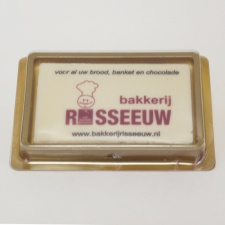 voor al uw brood, banket en chocolade
bakkerij
RISSEEUW
www.bakkerijrisseeuw.nl